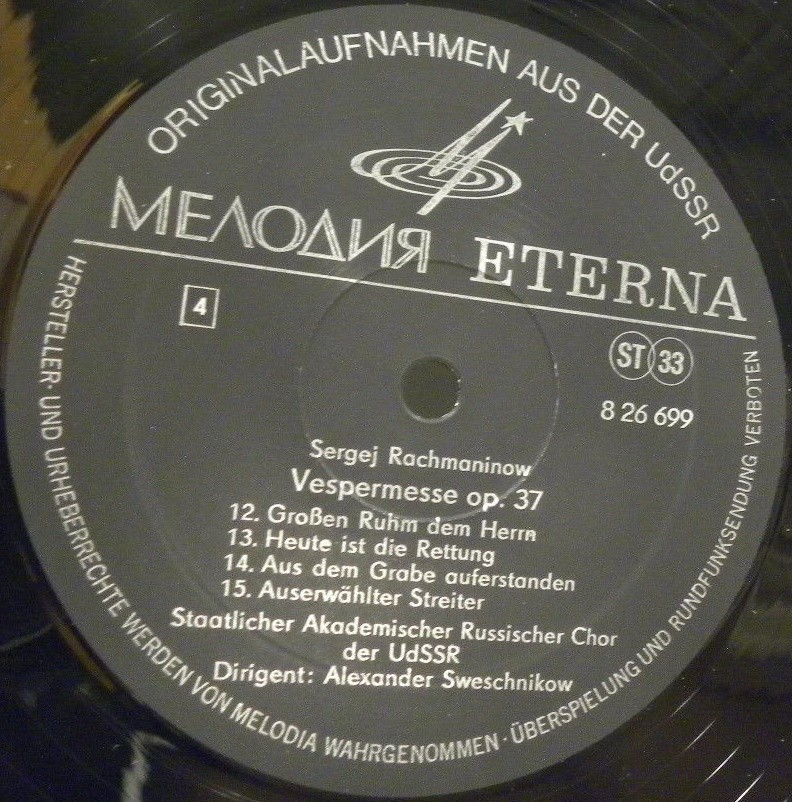 ORIGINALAUFNAHMEN AUS DER UdSSR
МЕЛОДИЯ ETERNA
4
ST 33
8 26 699
Sergej Rachmaninow
Vespermesse op. 37
12. Großen Ruhm dem Herrn
13. Heute ist die Rettung
14. Aus dem Grabe auferstanden
15. Auserwählter Streiter
Staatlicher Akademischer Russischer Chor
der UdSSR
Dirigent: Alexander Sweschnikow
HERSTELLER- UND URHEBERRECHTE WERDEN VON MELODIA WAHRGENOMMEN · ÜBERSPIELUNG UND RUNDFUNKSENDUNG VERBOTEN